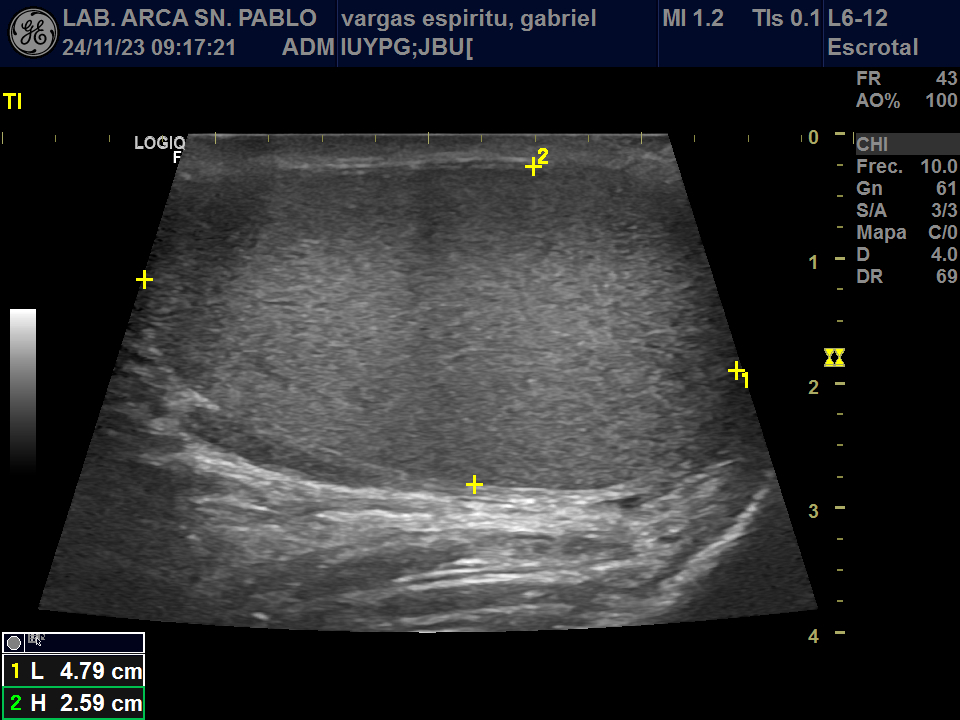 LAB. ARCA SN. PABLO
24/11/23 09:17:21 ADM
vargas espiritu, gabriel
IUYPG;JBU[
MI 1.2 TIs 0.1
L6-12
Escrotal
FR 43
AO% 100
CHI
Frec. 10.0
Gn 61
S/A 3/3
Mapa C/0
D 4.0
DR 69
TI
LOGIQ
F
2
1
0
1
2
3
4
1 L 4.79 cm
2 H 2.59 cm